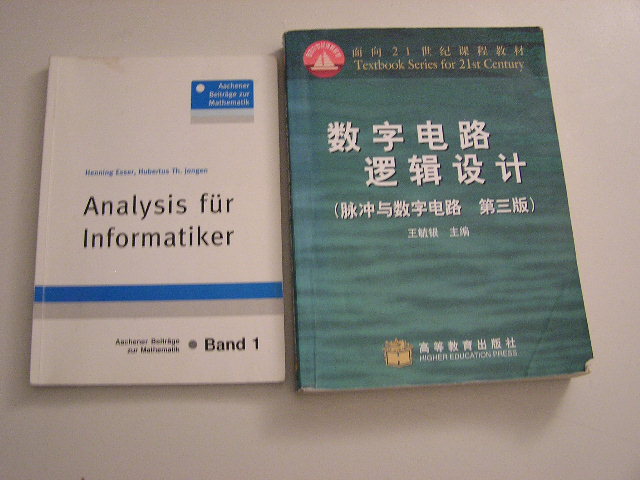 Aachener
Beiträge zur
Mathematik
Henning Esser, Hubertus Th. Jongen
Analysis für
Informatiker
Aachener Beiträge
zur Mathematik
Band 1
面向21世纪课程教材
Textbook Series for 21st Century
数字电路
逻辑设计
(脉冲与数字电路 第三版)
王毓银 主编
高等教育出版社
HIGHER EDUCATION PRESS